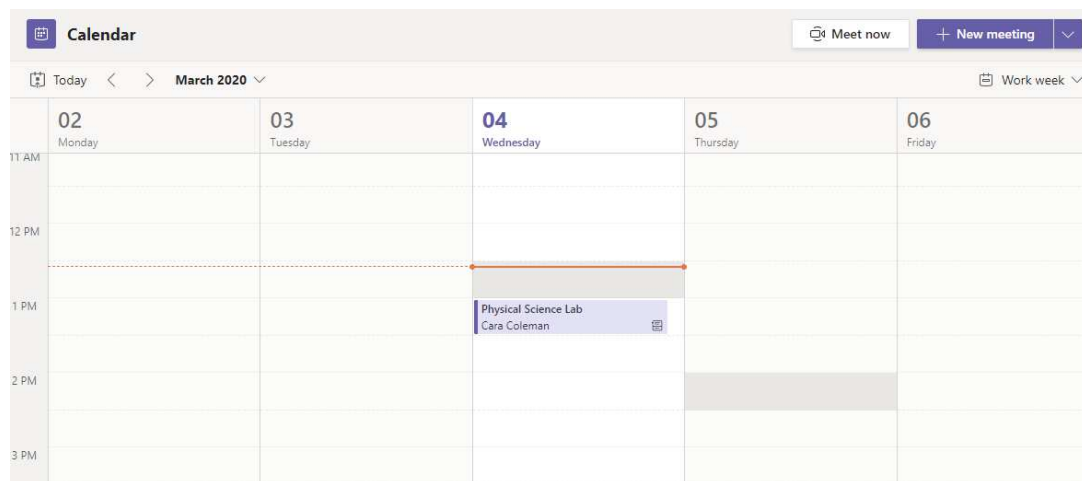 Calendar
Meet now
New meeting
Today
March 2020
Work week
02
03
04
05
06
Monday
Tuesday
Wednesday
Thursday
Friday
11 AM
12 PM
1 PM
Physical Science Lab
Cara Coleman
2 PM
3 PM